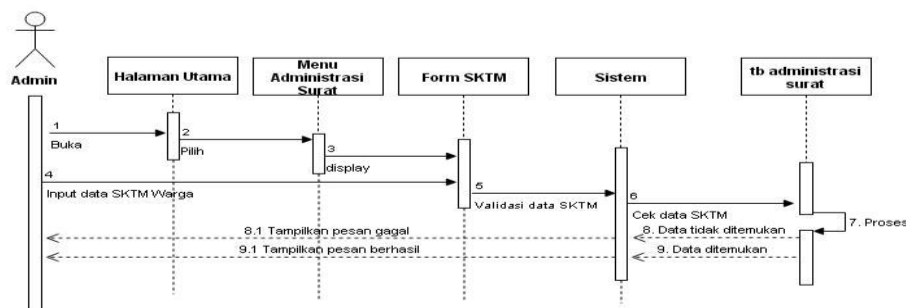 Admin
Halaman Utama
Menu
Administrasi
Surat
Form SKTM
Sistem
tb administrasi
surat
1
Buka
2
Pilih
3
display
4
Input data SKTM Warga
5
Validasi data SKTM
6
Cek data SKTM
7. Proses
8. Data tidak ditemukan
8.1 Tampilkan pesan gagal
9. Data ditemukan
9.1 Tampilkan pesan berhasil